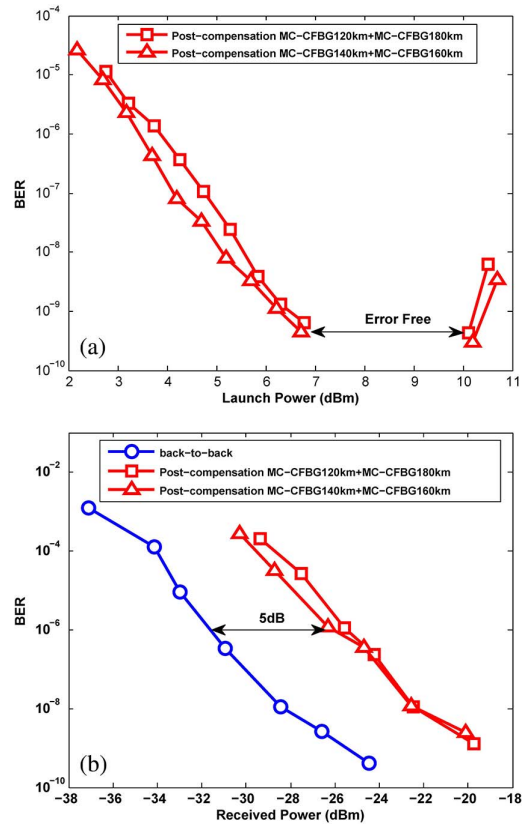 (a)
Post−compensation MC−CFBG120km+MC−CFBG180km
Post−compensation MC−CFBG140km+MC−CFBG160km
10−4
10−5
10−6
10−7
10−8
10−9
10−10
BER
Error Free
(a)
2 3 4 5 6 7 8 9 10 11
Launch Power (dBm)
back−to−back
Post−compensation MC−CFBG120km+MC−CFBG180km
Post−compensation MC−CFBG140km+MC−CFBG160km
10−2
10−4
10−6
10−8
10−10
BER
5dB
(b)
−38 −36 −34 −32 −30 −28 −26 −24 −22 −20 −18
Received Power (dBm)